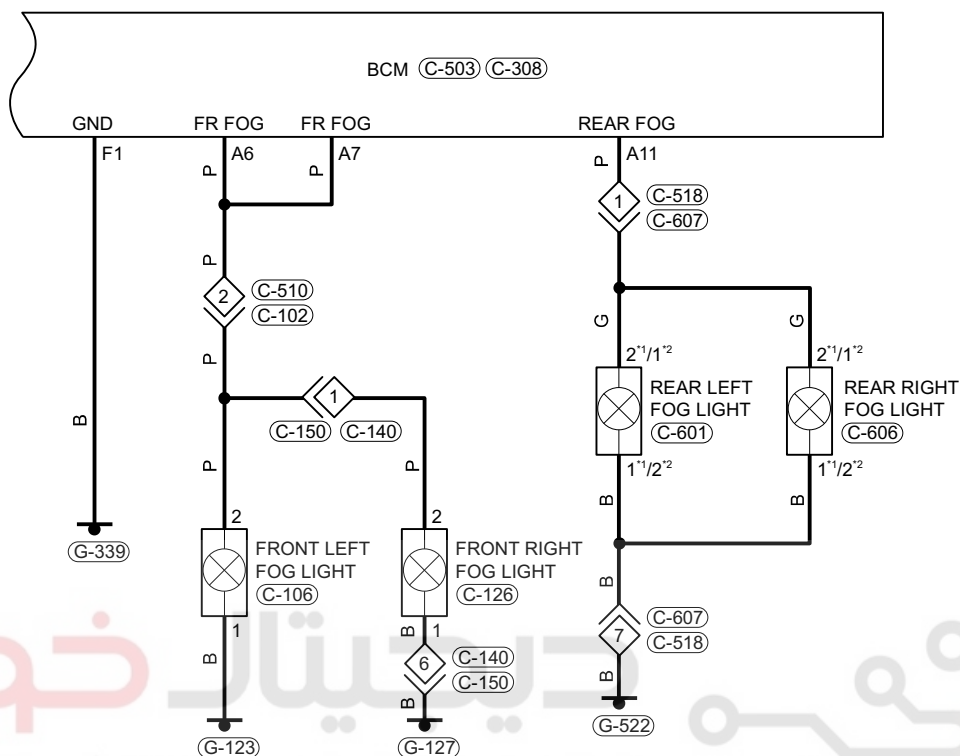 BCM C-503 C-308
GND FR FOG FR FOG REAR FOG
F1 A6 A7 A11
P P P
1 C-518
C-607
P
2 C-510
C-102
G G
P
2*1/1*2 2*1/1*2
1
REAR LEFT
FOG LIGHT
C-601
REAR RIGHT
FOG LIGHT
C-606
B
C-150 C-140
P P
1*1/2*2 1*1/2*2
B B
2 2
G-339
FRONT LEFT
FOG LIGHT
C-106
FRONT RIGHT
FOG LIGHT
C-126
B
1 B 1
7 C-607
C-518
B
6 C-140
C-150
B
B
G-522
G-123 G-127
دیجیتال خو